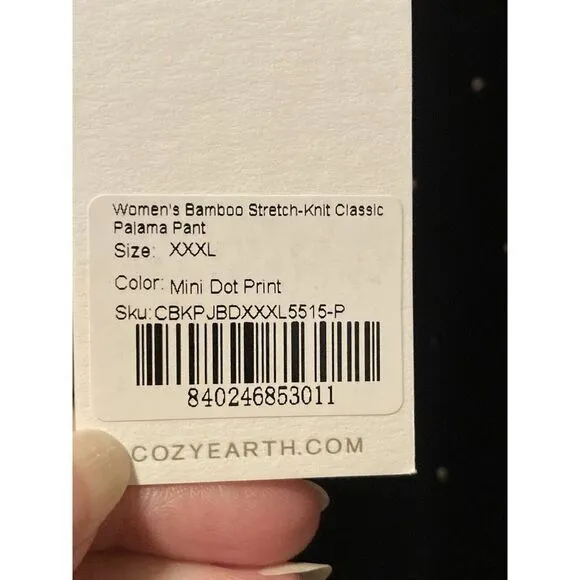 Women's Bamboo Stretch-Knit Classic
Pajama Pant
Size: XXXL
Color: Mini Dot Print
Sku:CBKPJBDXXXL5515-P
840246853011
COZYEARTH.COM